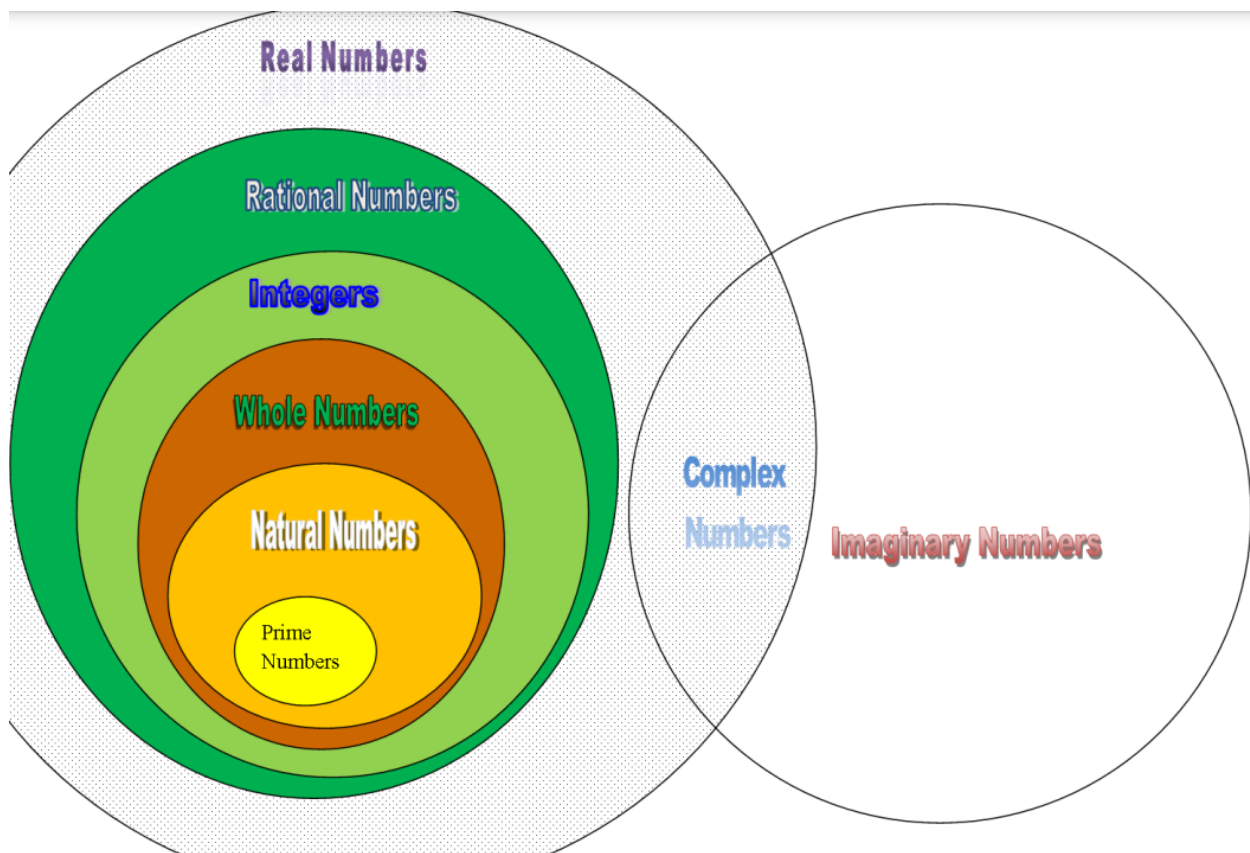 Real Numbers
Rational Numbers
Integers
Whole Numbers
Natural Numbers
Prime
Numbers
Complex
Numbers
Imaginary Numbers